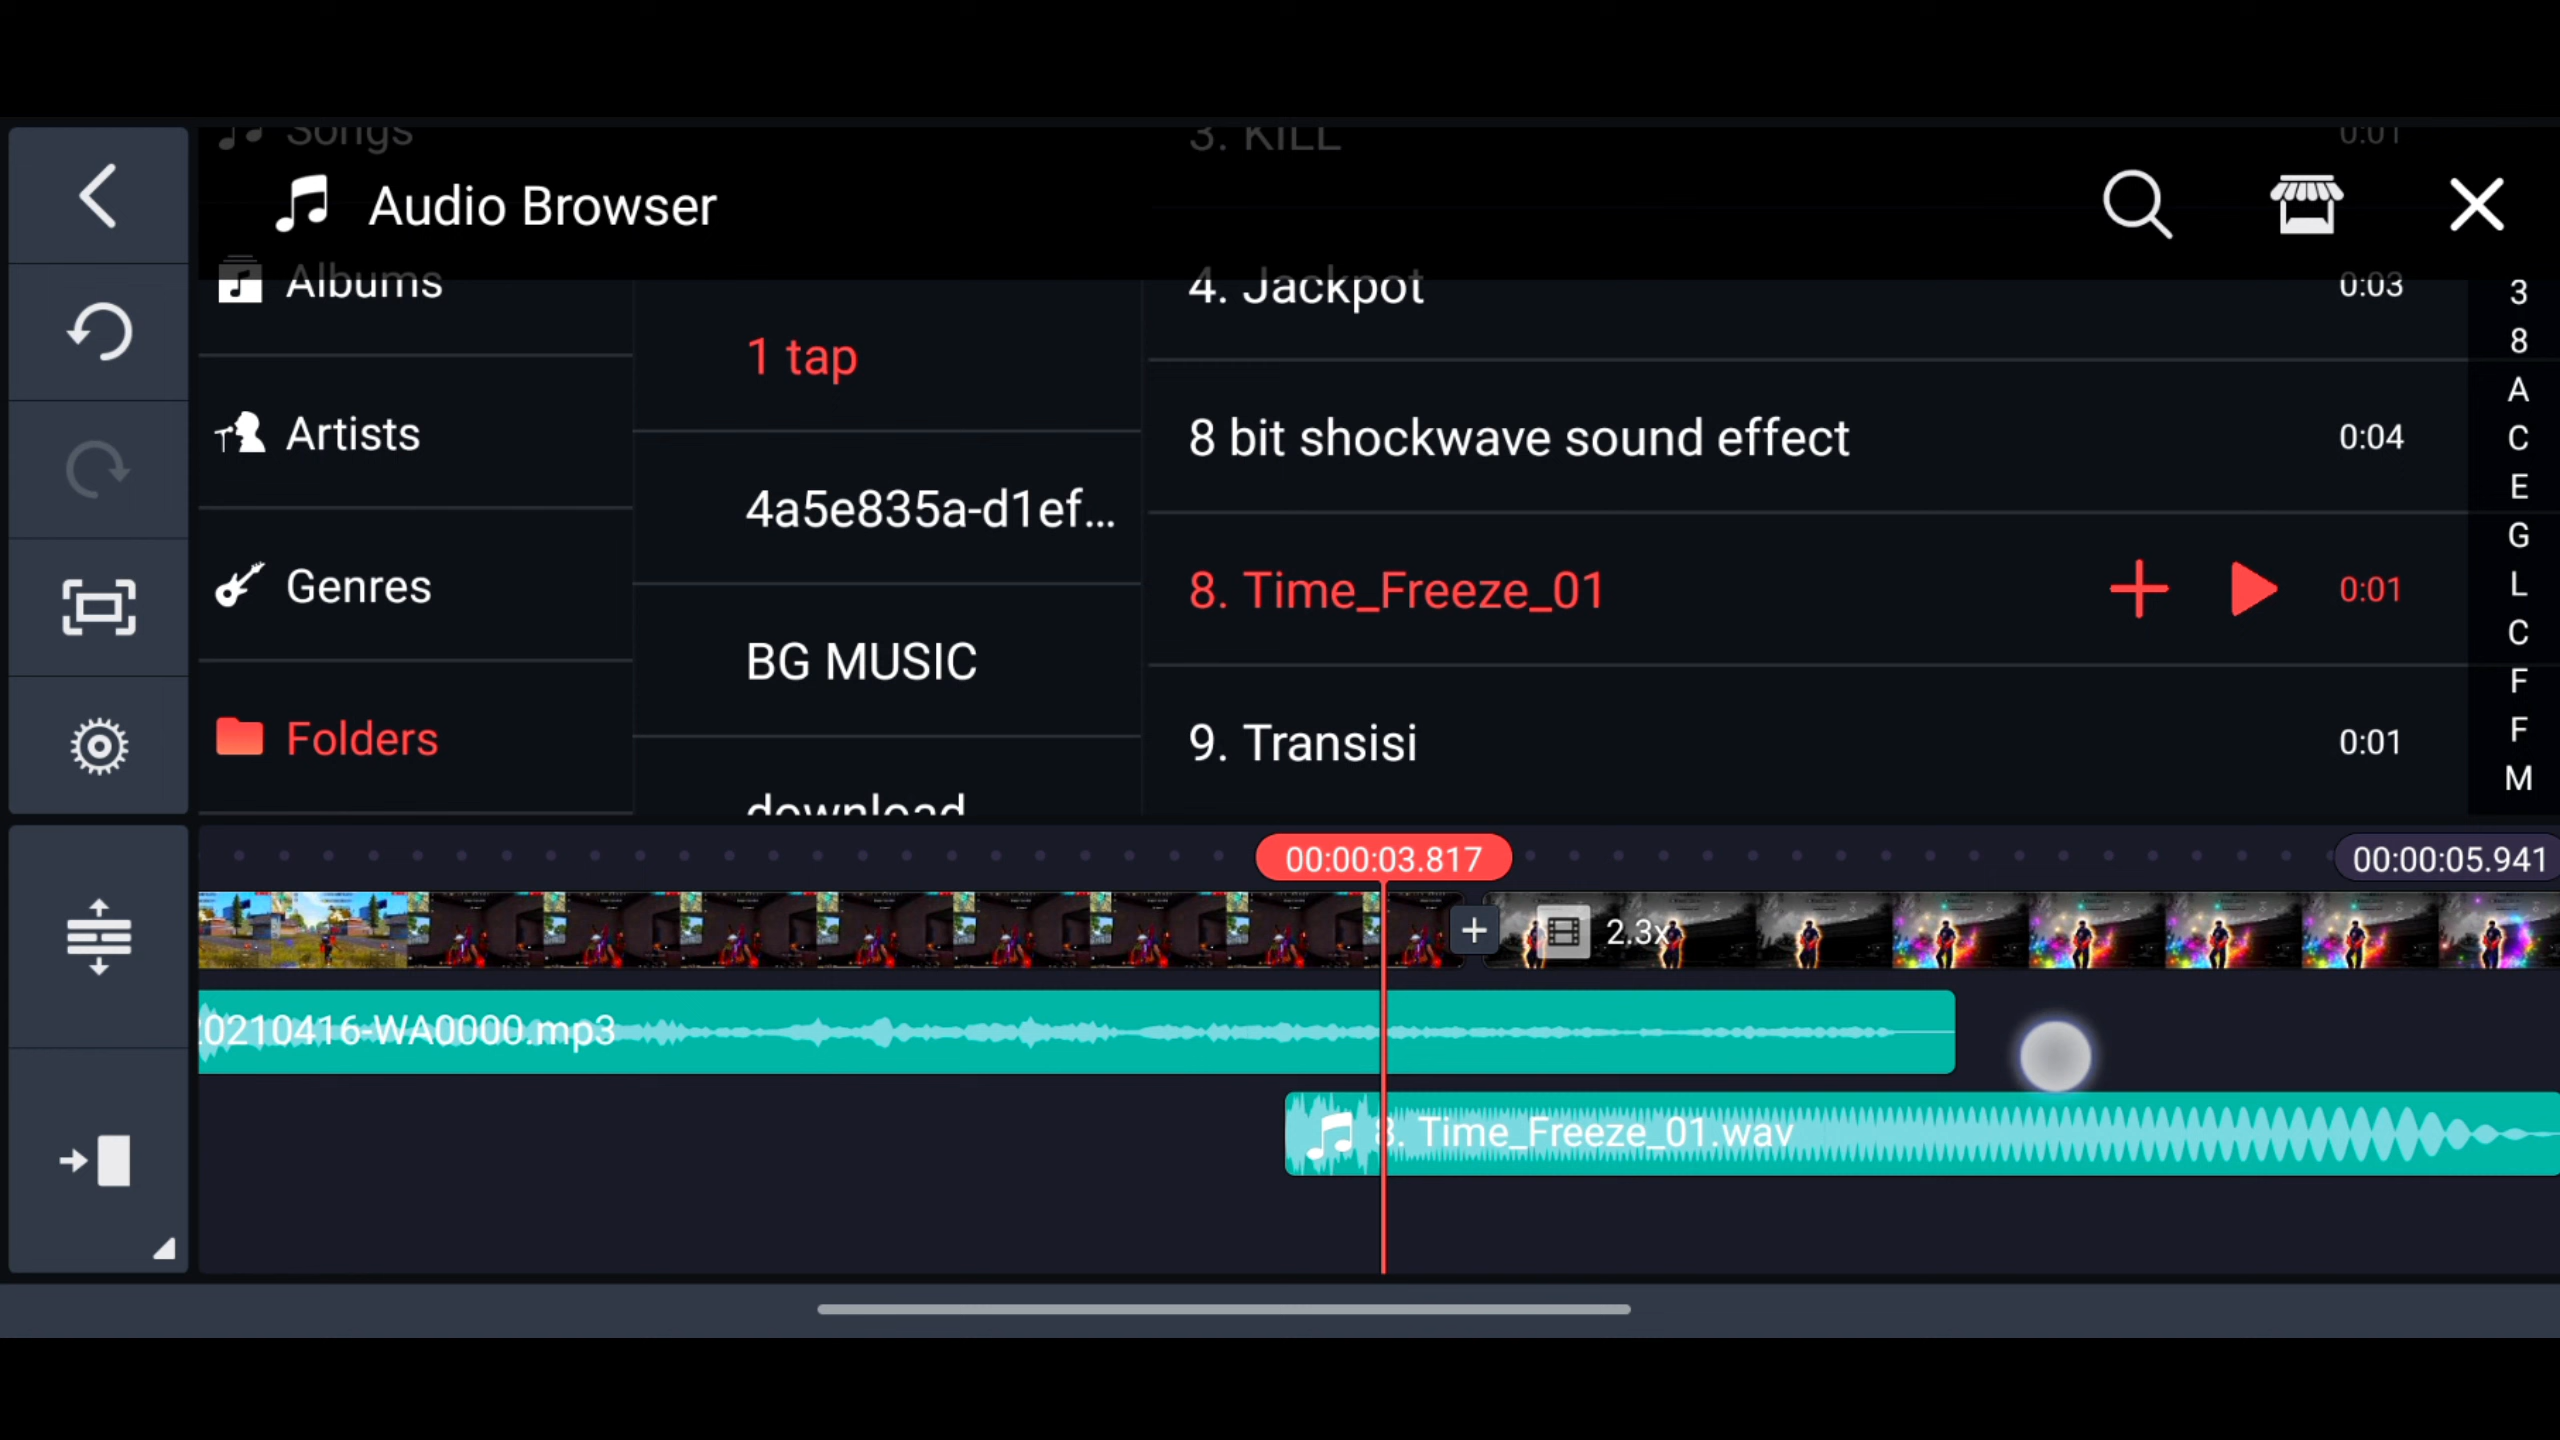 Songs
3. KILL
0:01
Audio Browser
Albums
4. Jackpot
0:03
3
8
A
C
E
G
L
C
F
F
M
1 tap
Artists
8 bit shockwave sound effect
0:04
4a5e835a-d1ef...
Genres
8. Time_Freeze_01
0:01
BG MUSIC
Folders
9. Transisi
0:01
download
00:00:03.817
00:00:05.941
2.3x
20210416-WA0000.mp3
8. Time_Freeze_01.wav